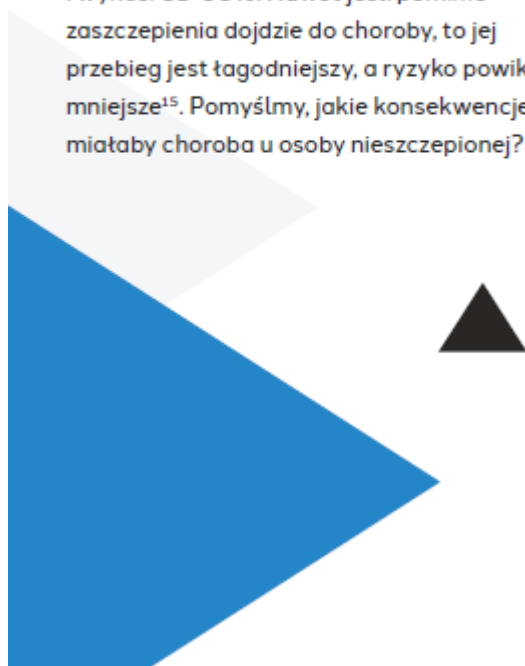 zaszczepienia dojdzie do choroby, to jej
przebieg jest łagodniejszy, a ryzyko
mniejsze¹⁵. Pomyślmy, jakie konsekwencje
miałaby choroba u osoby nieszczepionej?